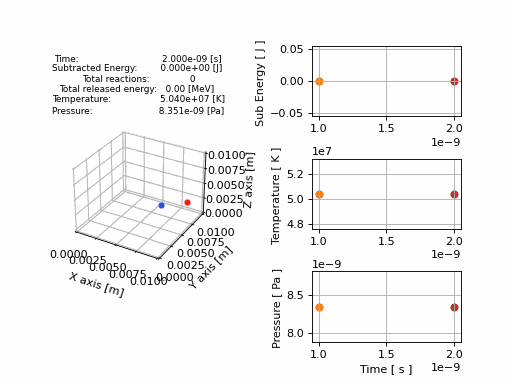 Time: 2.000e-09 [s]
Subtracted Energy: 0.000e+00 [J]
Total reactions: 0
Total released energy: 0.00 [MeV]
Temperature: 5.040e+07 [K]
Pressure: 8.351e-09 [Pa]
0.0100
0.0075
0.0050
0.0025
0.0000
Z axis [m]
0.0000
0.0025
0.0050
0.0075
0.0100
X axis [m]
0.0000
0.0025
0.0050
0.0075
0.0100
Y axis [m]
Sub Energy [ J ]
0.05
0.00
−0.05
1.0
1.5
2.0
1e−9
1e7
Temperature [ K ]
5.2
5.0
4.8
1.0
1.5
2.0
1e−9
1e−9
Pressure [ Pa ]
8.5
8.0
1.0
1.5
2.0
Time [ s ]
1e−9